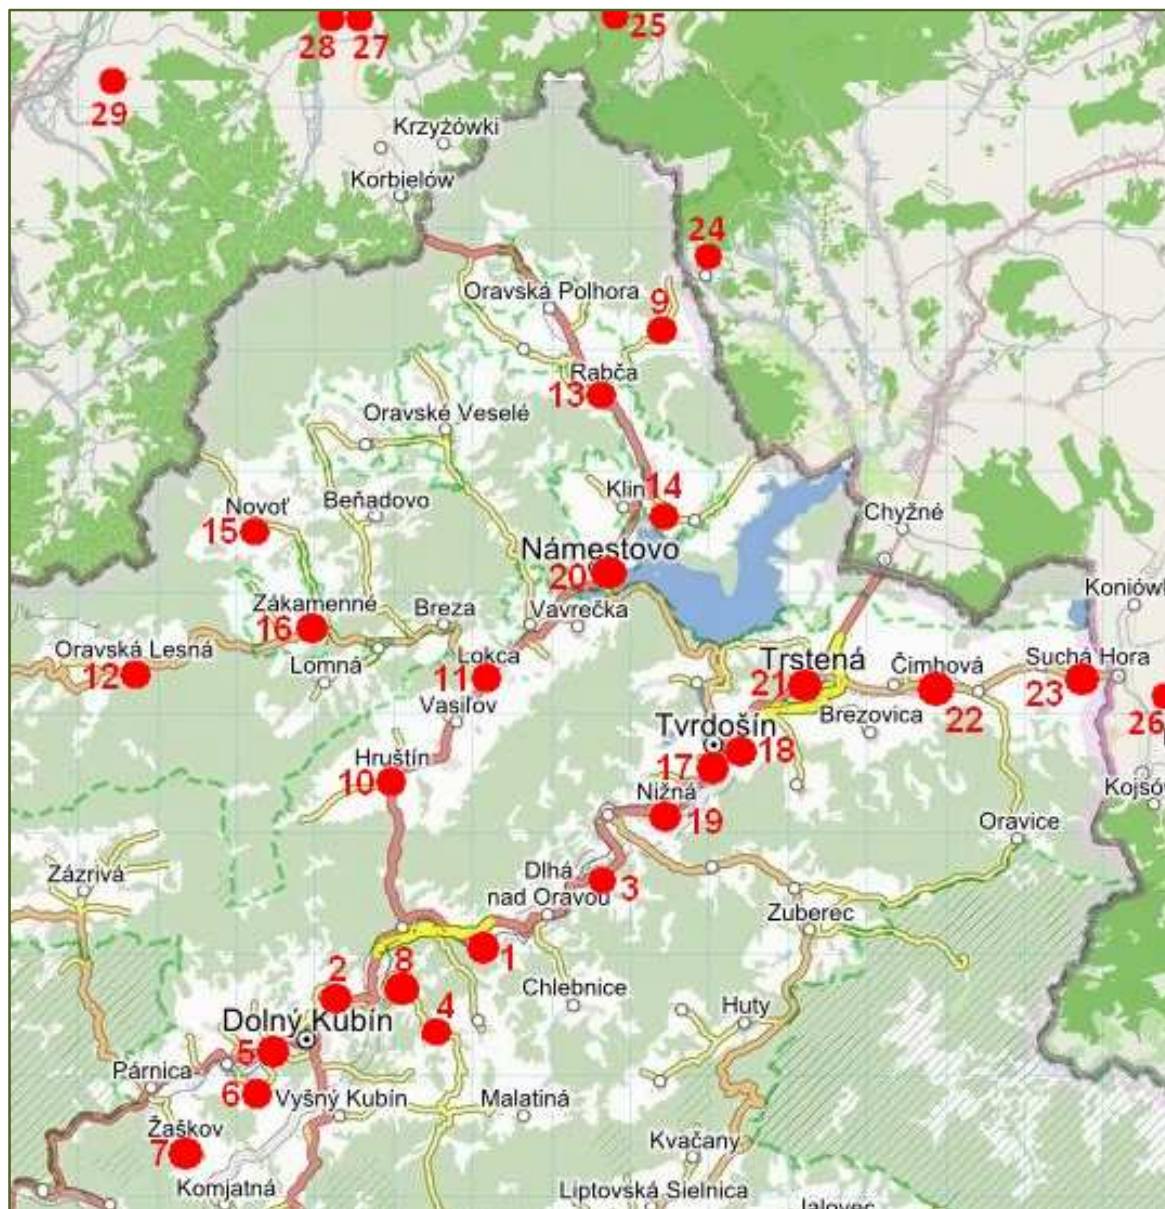 28
27
25
29
Krzyżówki
Korbielów
24
Oravská Polhora
9
Rabča
13
Oravské Veselé
Klin
14
Novoť
Beňadovo
15
Chyžné
Námestovo
20
Koniówk
Zákamenné
Breza
Vavrečka
16
Oravská Lesná
Lomná
Lokca
Trstená
Čimhová
Suchá Hora
12
11
21
23
Vasiľov
Brezovica
22
26
Tvrdošín
18
Hruštín
17
10
Nižná
Kojsów
19
Oravice
Zázrivá
Dlhá
nad Oravou
3
Zuberec
1
2
8
Chlebnice
Huty
4
Dolný Kubín
5
Párnica
6
Vyšný Kubín
Malatiná
Žaškov
7
Kvačany
Komjatná
Liptovská Sielnica
Jalovec